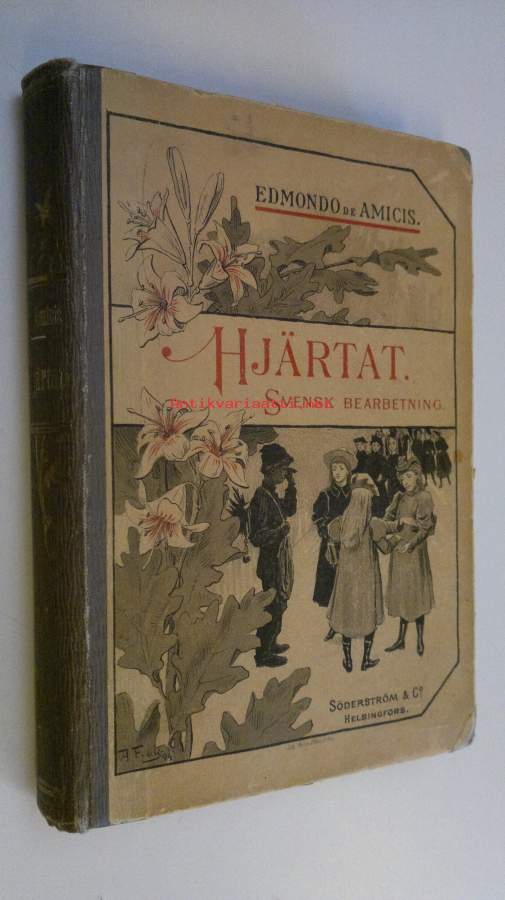 EDMONDO DE AMICIS.
HJÄRTAT.
SVENSK BEARBETNING.
Antikvariaatti.net
SÖDERSTRÖM & Cº
HELSINGFORS.